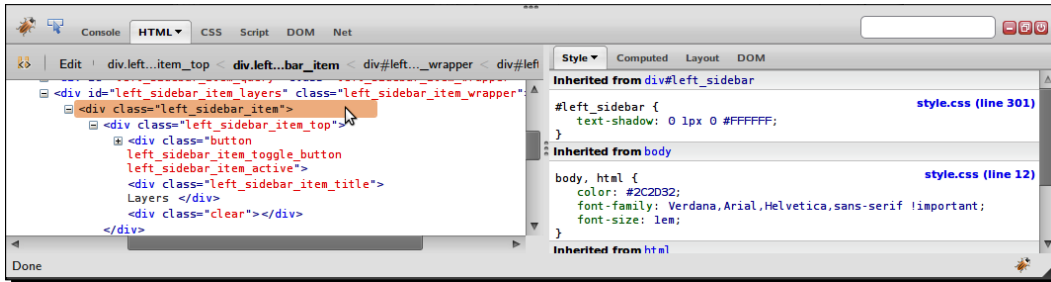 Console HTML CSS Script DOM Net
Edit div.left...item_top < div.left...bar_item < div#left..._wrapper < div#left
<div id="left_sidebar_item_layers" class="left_sidebar_item_wrapper">
<div class="left_sidebar_item">
<div class="left_sidebar_item_top">
<div class="button
left_sidebar_item_toggle_button
left_sidebar_item_active">
<div class="left_sidebar_item_title">
Layers </div>
<div class="clear"></div>
</div>
Style Computed Layout DOM
Inherited from div#left_sidebar
#left_sidebar { style.css (line 301)
text-shadow: 0 1px 0 #FFFFFF;
}
Inherited from body
body, html { style.css (line 12)
color: #2C2D32;
font-family: Verdana,Arial,Helvetica,sans-serif !important;
font-size: 1em;
}
Inherited from html
Done